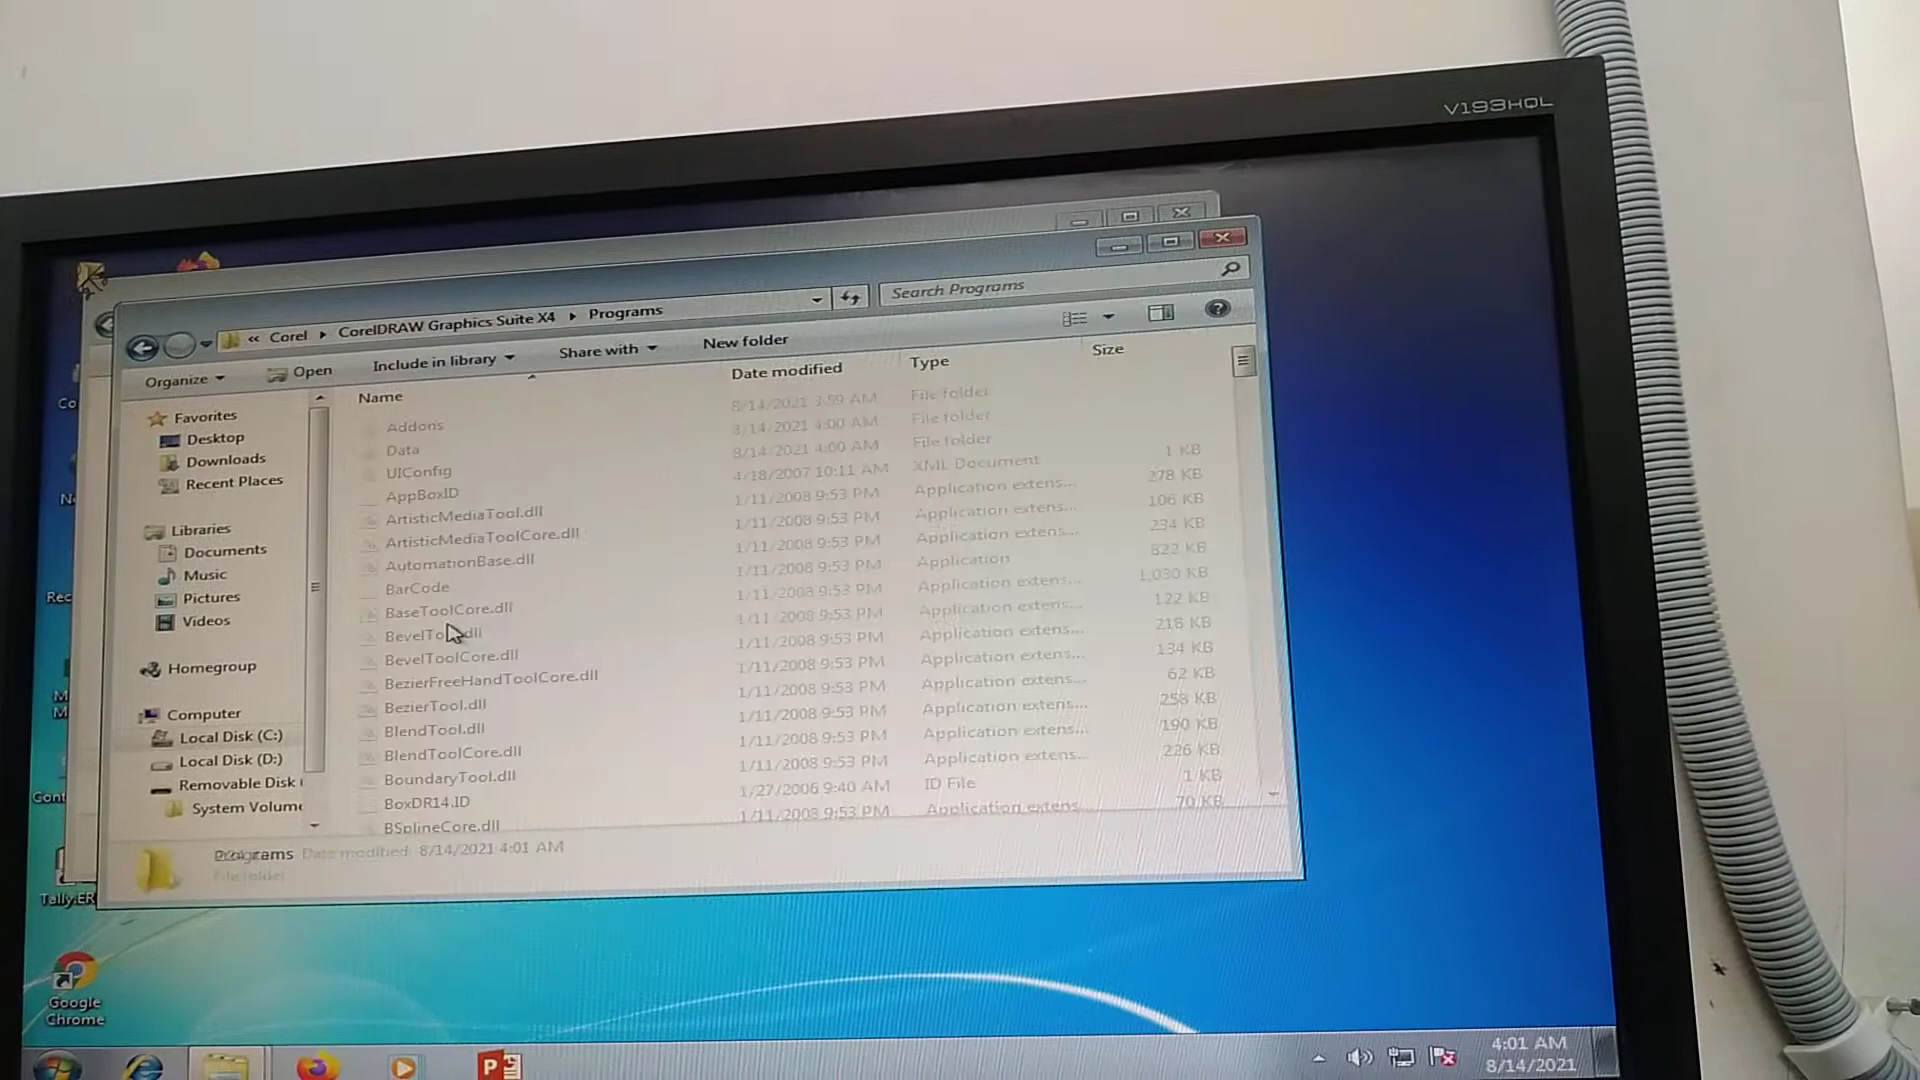 V193HQL
« Corel ▸ CorelDRAW Graphics Suite X4 ▸ Programs
Search Programs
Organize Open Include in library Share with New folder
Name Date modified Type Size
Favorites
Desktop
Downloads
Recent Places
Libraries
Documents
Music
Pictures
Videos
Homegroup
Computer
Local Disk (C:)
Local Disk (D:)
Removable Disk
System Volume
Addons 8/14/2021 3:59 AM File folder
Data 8/14/2021 4:00 AM File folder
UIConfig 8/14/2021 4:00 AM File folder
AppBoxID 4/18/2007 10:11 AM XML Document 1 KB
ArtisticMediaTool.dll 1/11/2008 9:53 PM Application extens... 278 KB
ArtisticMediaToolCore.dll 1/11/2008 9:53 PM Application extens... 106 KB
AutomationBase.dll 1/11/2008 9:53 PM Application extens... 234 KB
BarCode 1/11/2008 9:53 PM Application 822 KB
BaseToolCore.dll 1/11/2008 9:53 PM Application extens... 1,030 KB
dll 1/11/2008 9:53 PM Application extens... 122 KB
BevelToolCore.dll 1/11/2008 9:53 PM Application extens... 218 KB
BezierFreeHandToolCore.dll 1/11/2008 9:53 PM Application extens... 134 KB
BezierTool.dll 1/11/2008 9:53 PM Application extens... 62 KB
BlendTool.dll 1/11/2008 9:53 PM Application extens... 258 KB
BlendToolCore.dll 1/11/2008 9:53 PM Application extens... 190 KB
BoundaryTool.dll 1/11/2008 9:53 PM Application extens... 226 KB
BoxDR14.ID 1/27/2006 9:40 AM ID File 1 KB
BSplineCore.dll 1/11/2008 9:53 PM Application extens... 70 KB
Programs Date modified: 8/14/2021 4:01 AM
File folder
Co
Rec
Cont
Tally.ER
Google
Chrome
4:01 AM
8/14/2021